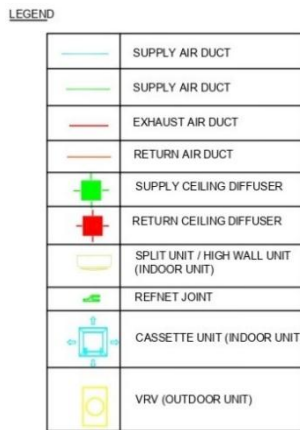 LEGEND
SUPPLY AIR DUCT
SUPPLY AIR DUCT
EXHAUST AIR DUCT
RETURN AIR DUCT
SUPPLY CEILING DIFFUSER
RETURN CEILING DIFFUSER
SPLIT UNIT / HIGH WALL UNIT
(INDOOR UNIT)
REFNET JOINT
CASSETTE UNIT (INDOOR UNIT
VRV (OUTDOOR UNIT)